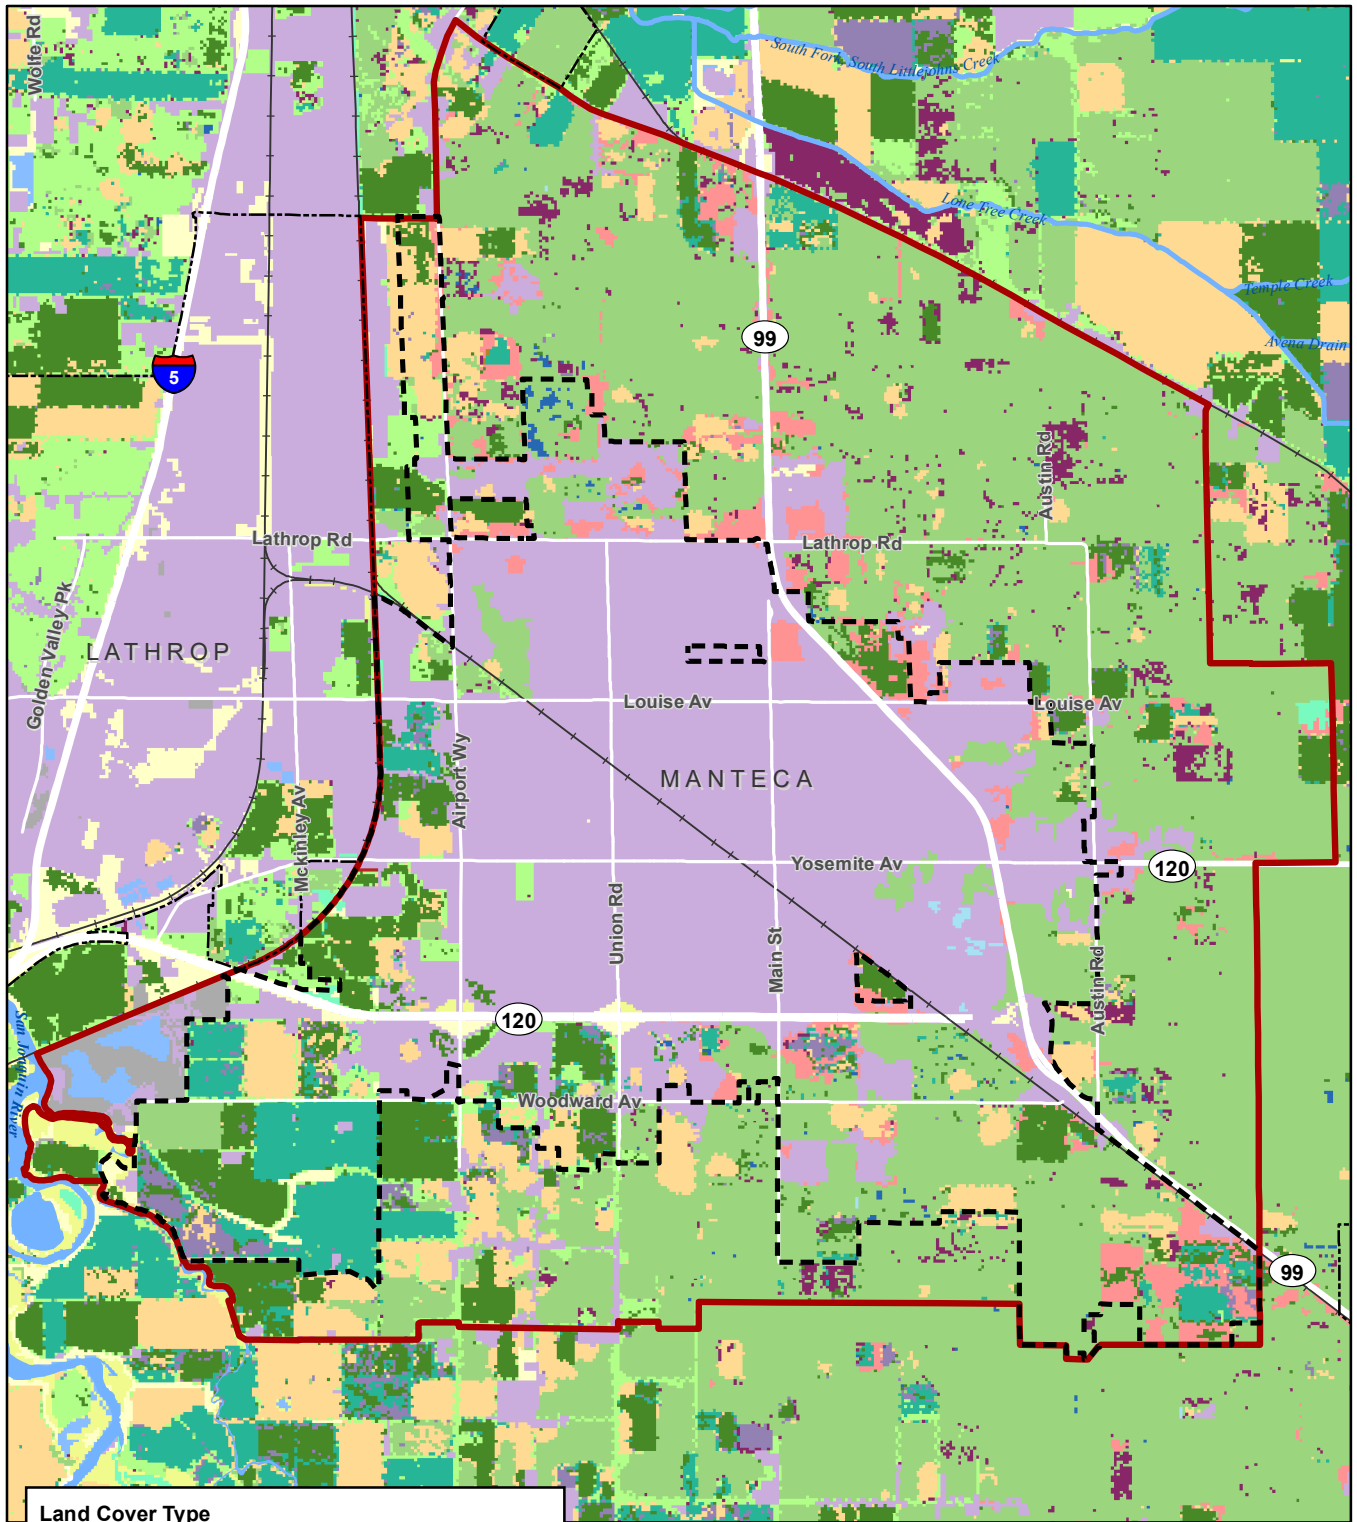 Wolfe Rd
South Fork South Littlejohns Creek
Lone Tree Creek
Temple Creek
Avena Drain
99
5
Austin Rd
Lathrop Rd
Lathrop Rd
Golden Valley Pk
LATHROP
Louise Av
Louise Av
Airport Wy
MANTECA
Mckinley Av
Yosemite Av
120
Union Rd
Main St
Austin Rd
120
San Joaquin River
Woodward Av
99
Land Cover Type